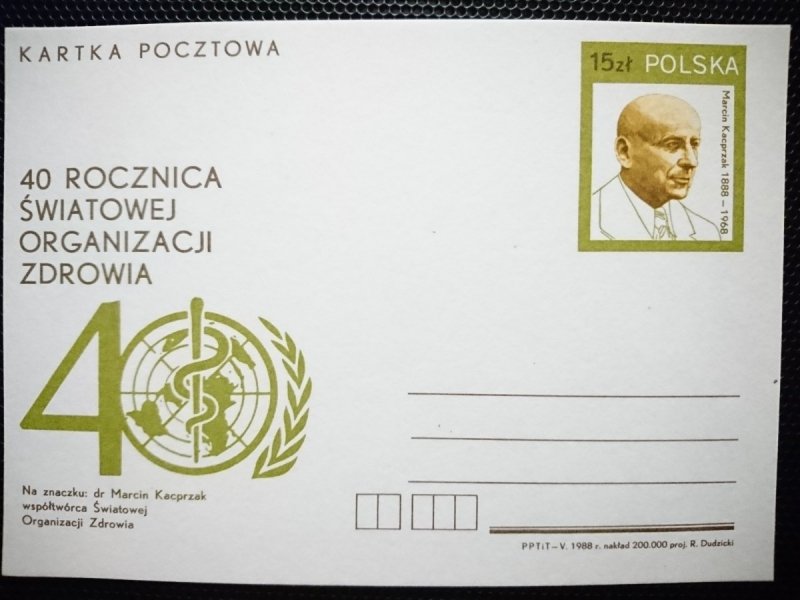 KARTKA POCZTOWA
15zł POLSKA
Marcin Kacprzak 1888 – 1968
40 ROCZNICA
ŚWIATOWEJ
ORGANIZACJI
ZDROWIA
40
Na znaczku: dr Marcin Kacprzak
współtwórca Światowej
Organizacji Zdrowia
PPTiT–V. 1988 r. nakład 200.000 proj. R. Dudzicki